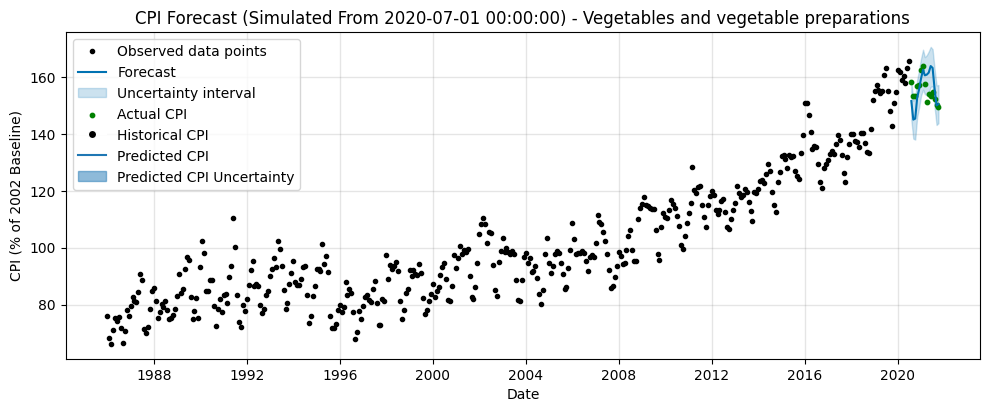 CPI Forecast (Simulated From 2020-07-01 00:00:00) - Vegetables and vegetable preparations
Observed data points
Forecast
Uncertainty interval
Actual CPI
Historical CPI
Predicted CPI
Predicted CPI Uncertainty
CPI (% of 2002 Baseline)
160
140
120
100
80
1988 1992 1996 2000 2004 2008 2012 2016 2020
Date